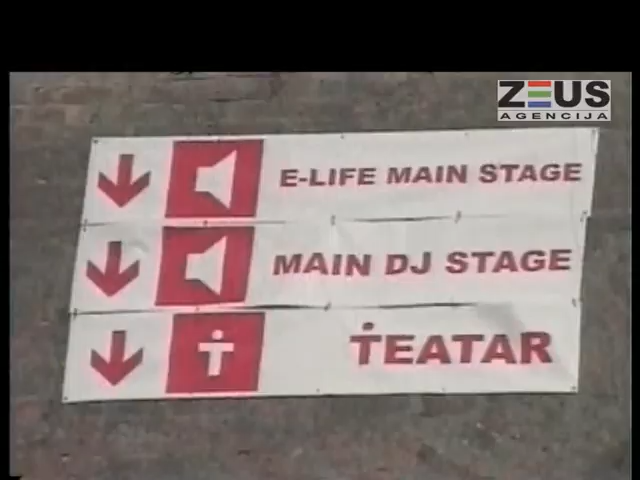 ZEUS
AGENCIJA
E-LIFE MAIN STAGE
MAIN DJ STAGE
TEATAR